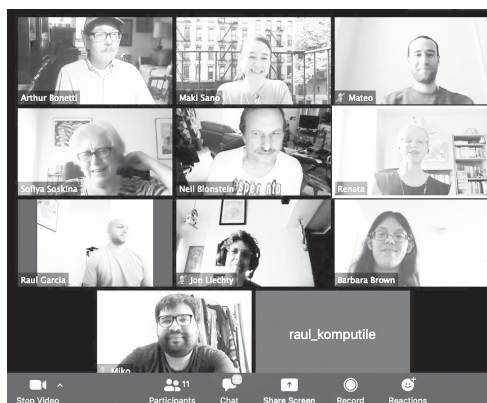 Arthur Bonetti
Maki Sano
Mateo
Sofiya Soskina
Neil Blonstein
Renata
Raul Garcia
Jon Liechty
Barbara Brown
Miko
raul_komputile
11
Stop Video
Participants
Chat
Share Screen
Record
Reactions